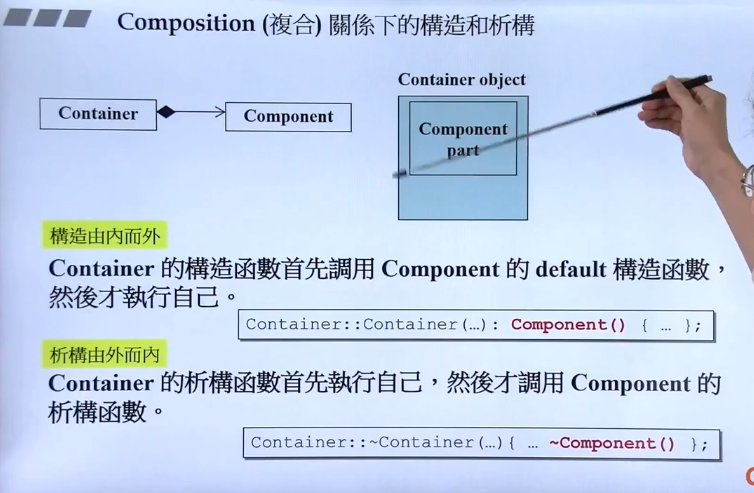 Composition (複合) 關係下的構造和析構
Container object
Container
Component
Component
part
構造由內而外
Container 的構造函數首先調用 Component 的 default 構造函數，
然後才執行自己。
Container::Container(…): Component() { … };
析構由外而內
Container 的析構函數首先執行自己，然後才調用 Component 的
析構函數。
Container::~Container(…){ … ~Component() };